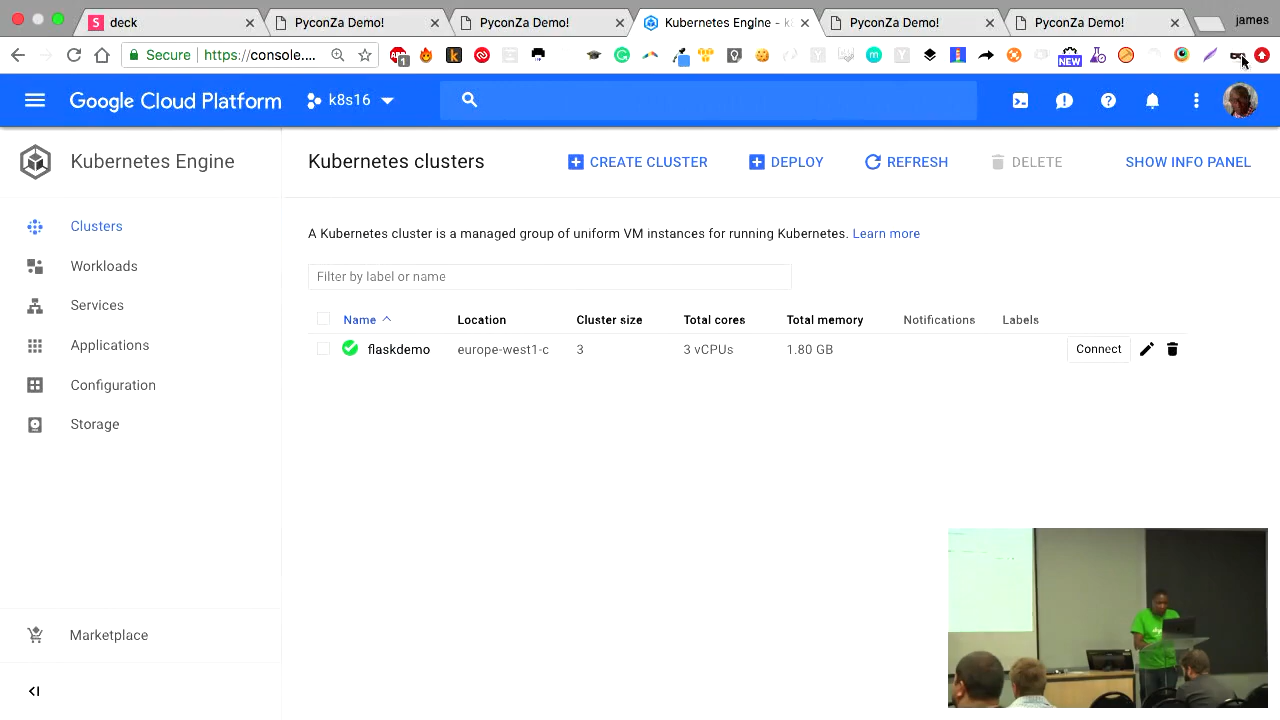 deck
PyconZa Demo!
PyconZa Demo!
Kubernetes Engine - k8
PyconZa Demo!
PyconZa Demo!
james
Secure
https://console....
1
NEW
Google Cloud Platform
k8s16
Kubernetes Engine
Kubernetes clusters
CREATE CLUSTER
DEPLOY
REFRESH
DELETE
SHOW INFO PANEL
Clusters
Workloads
Services
Applications
Configuration
Storage
Marketplace
A Kubernetes cluster is a managed group of uniform VM instances for running Kubernetes. Learn more
Filter by label or name
Name Location Cluster size Total cores Total memory Notifications Labels
flaskdemo europe-west1-c 3 3 vCPUs 1.80 GB Connect